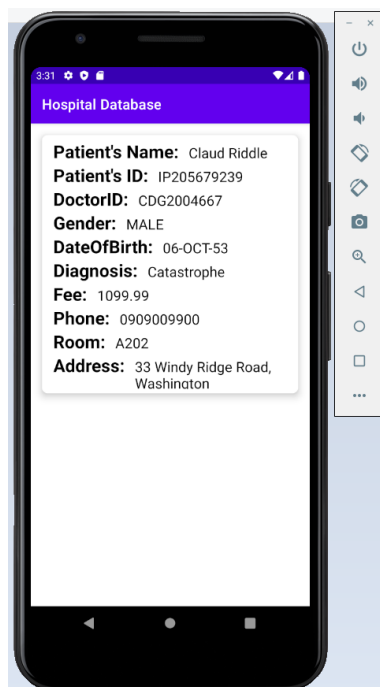 3:31
Hospital Database
Patient's Name: Claud Riddle
Patient's ID: IP205679239
DoctorID: CDG2004667
Gender: MALE
DateOfBirth: 06-OCT-53
Diagnosis: Catastrophe
Fee: 1099.99
Phone: 0909009900
Room: A202
Address: 33 Windy Ridge Road,
Washington